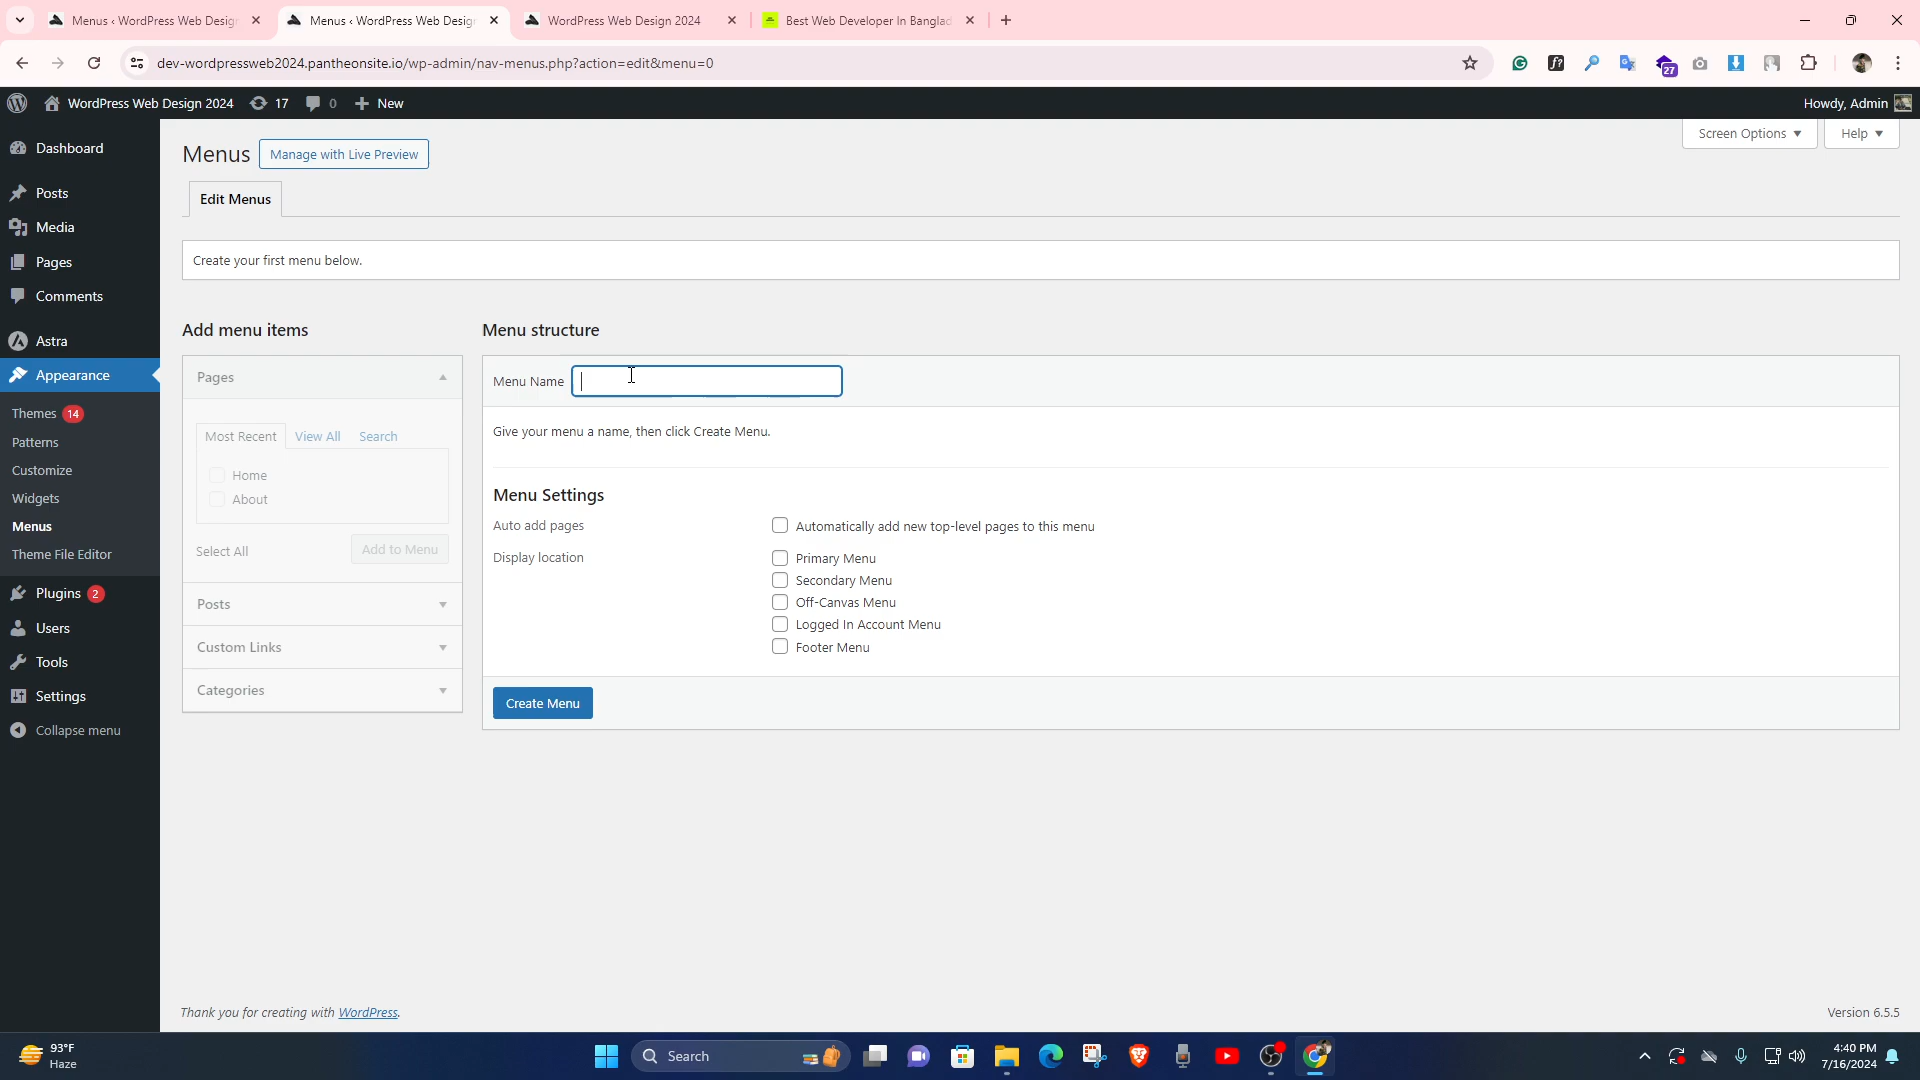 Menus ‹ WordPress Web Design
Menus ‹ WordPress Web Design
WordPress Web Design 2024
Best Web Developer In Banglad
dev-wordpressweb2024.pantheonsite.io/wp-admin/nav-menus.php?action=edit&menu=0
27
WordPress Web Design 2024
17
0
New
Howdy, Admin
Dashboard
Posts
Media
Pages
Comments
Astra
Appearance
Themes 14
Patterns
Customize
Widgets
Menus
Theme File Editor
Plugins 2
Users
Tools
Settings
Collapse menu
Screen Options
Help
Menus
Manage with Live Preview
Edit Menus
Create your first menu below.
Add menu items
Pages
Most Recent
View All
Search
Home
About
Select All
Add to Menu
Posts
Custom Links
Categories
Menu structure
Menu Name
Give your menu a name, then click Create Menu.
Menu Settings
Auto add pages
Automatically add new top-level pages to this menu
Display location
Primary Menu
Secondary Menu
Off-Canvas Menu
Logged In Account Menu
Footer Menu
Create Menu
Thank you for creating with WordPress.
Version 6.5.5
93°F
Haze
Search
4:40 PM
7/16/2024